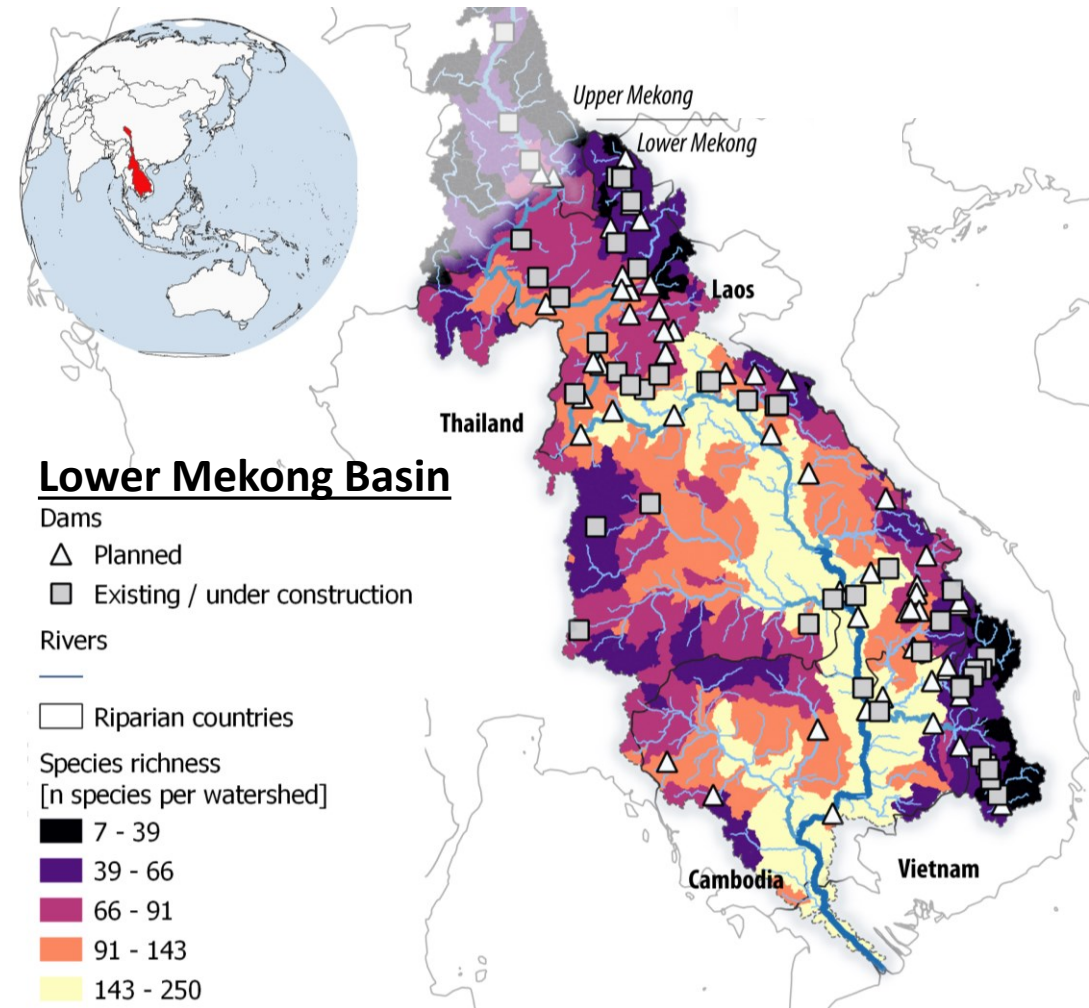 Upper Mekong
Lower Mekong
Laos
Thailand
Lower Mekong Basin
Dams
Planned
Existing / under construction
Rivers
Riparian countries
Species richness
[n species per watershed]
7 - 39
39 - 66
66 - 91
91 - 143
143 - 250
Cambodia
Vietnam